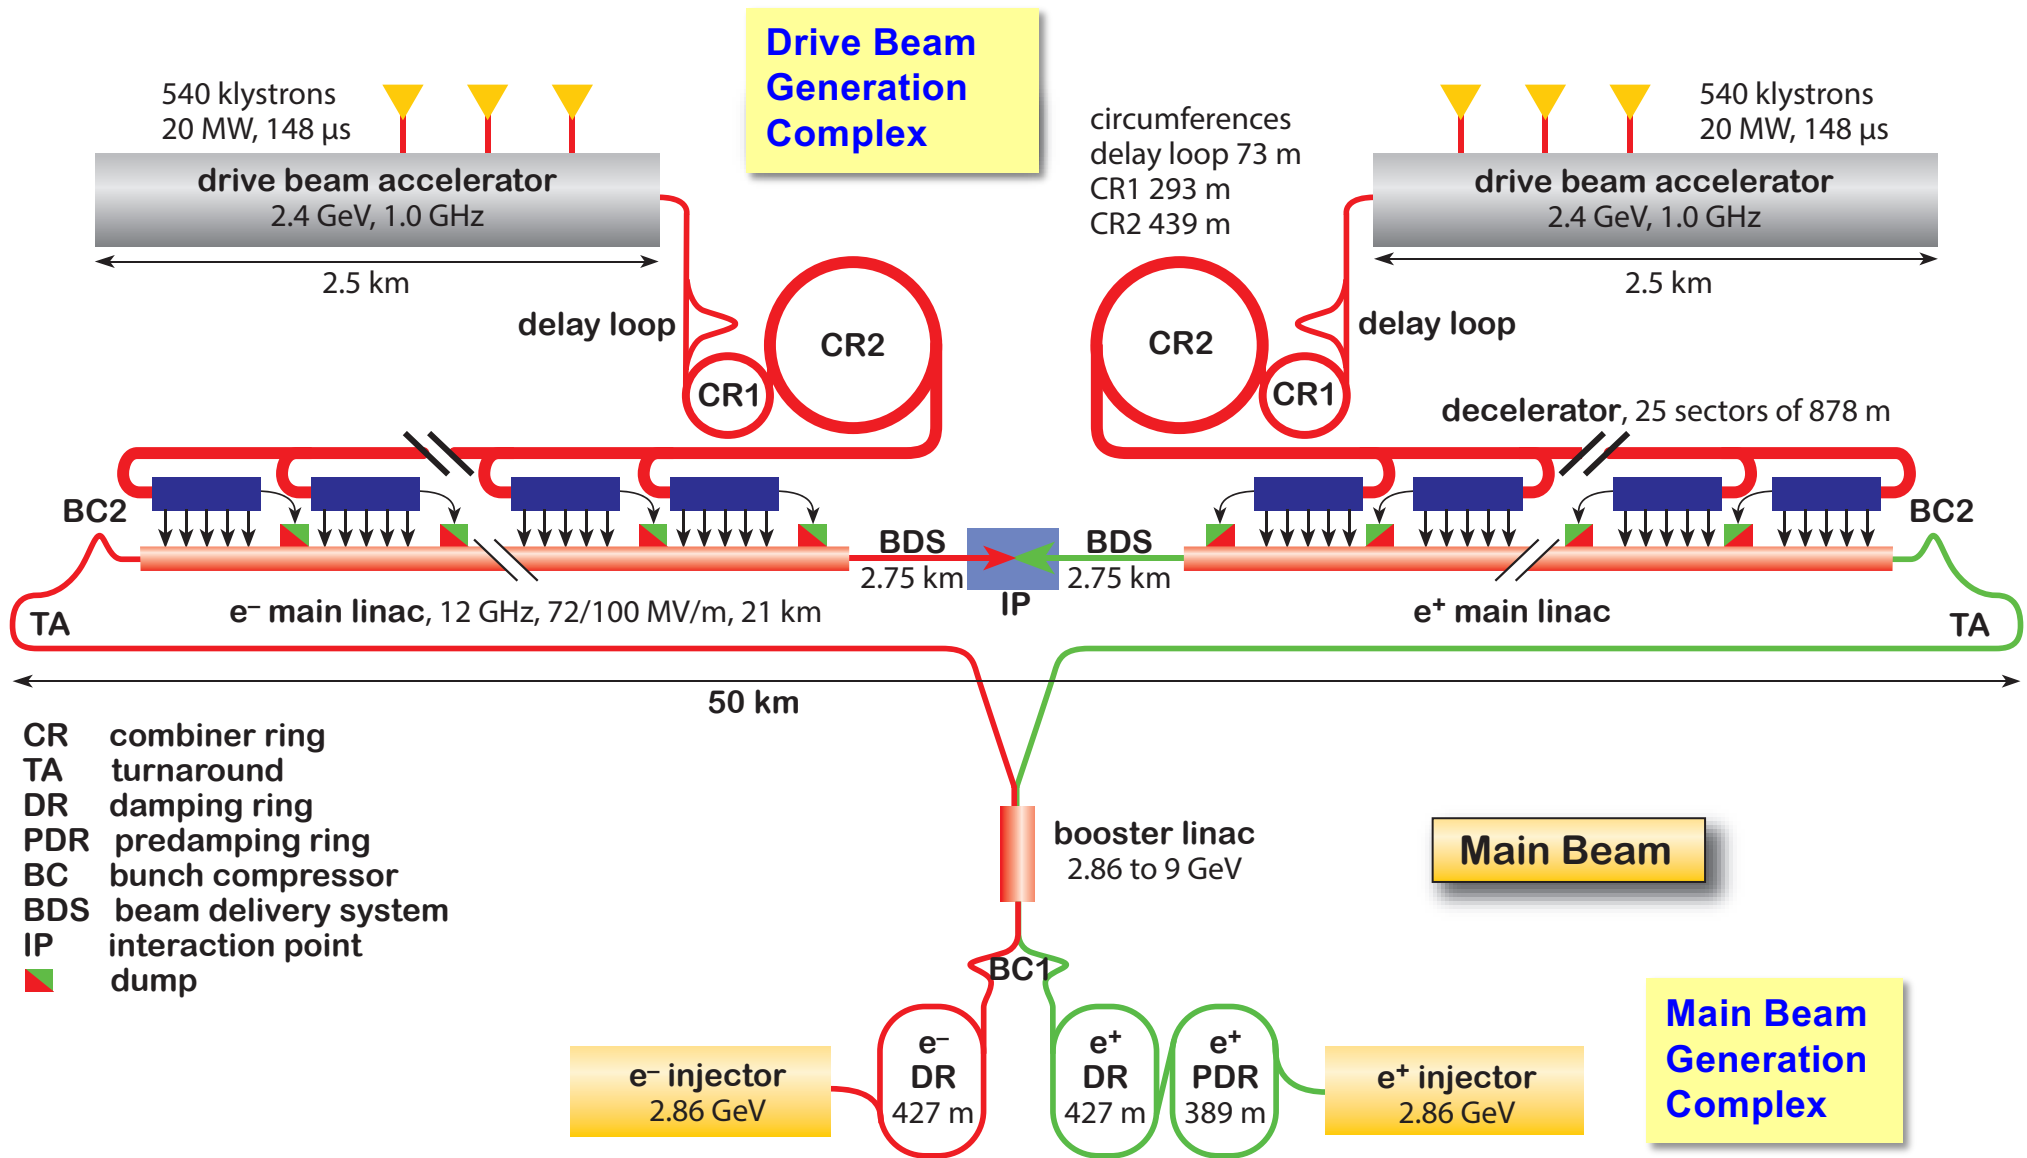 Drive Beam
Generation
Complex
540 klystrons
20 MW, 148 µs
drive beam accelerator
2.4 GeV, 1.0 GHz
2.5 km
delay loop
CR1
CR2
circumferences
delay loop 73 m
CR1 293 m
CR2 439 m
540 klystrons
20 MW, 148 µs
drive beam accelerator
2.4 GeV, 1.0 GHz
2.5 km
delay loop
CR2
CR1
decelerator, 25 sectors of 878 m
BC2
BDS
2.75 km
IP
BDS
2.75 km
BC2
TA
e– main linac, 12 GHz, 72/100 MV/m, 21 km
e+ main linac
TA
50 km
CR combiner ring
TA turnaround
DR damping ring
PDR predamping ring
BC bunch compressor
BDS beam delivery system
IP interaction point
dump
booster linac
2.86 to 9 GeV
Main Beam
BC1
e– injector
2.86 GeV
e–
DR
427 m
e+
DR
427 m
e+
PDR
389 m
e+ injector
2.86 GeV
Main Beam
Generation
Complex